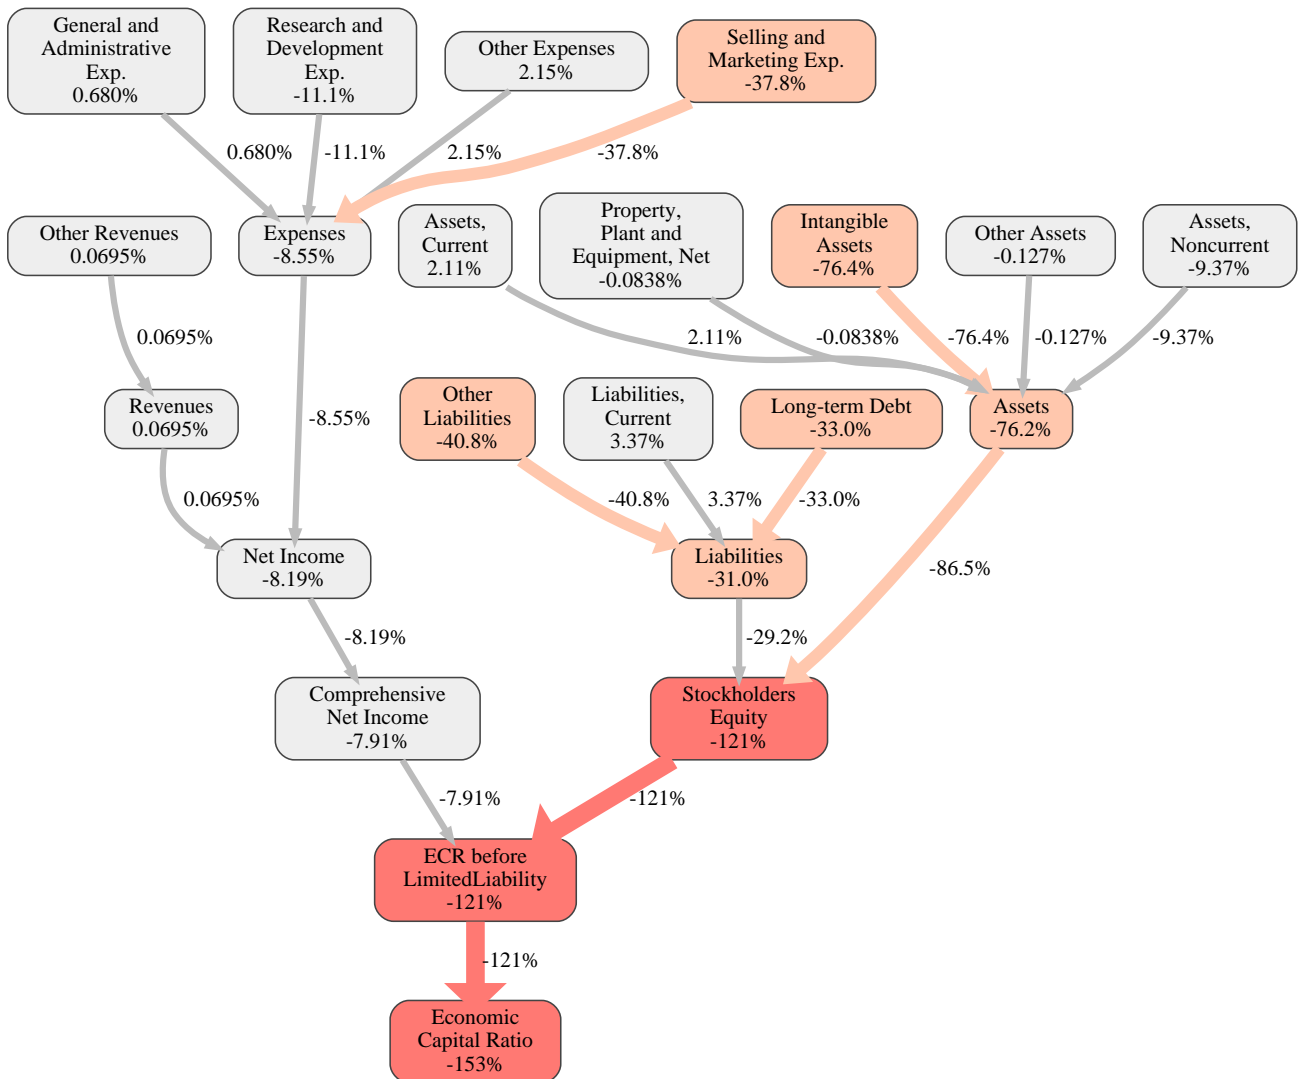 General and
Administrative
Exp.
0.680%
Research and
Development
Exp.
-11.1%
Other Expenses
2.15%
Selling and
Marketing Exp.
-37.8%
0.680%
-11.1%
2.15%
-37.8%
Other Revenues
0.0695%
Expenses
-8.55%
Assets,
Current
2.11%
Property,
Plant and
Equipment, Net
-0.0838%
Intangible
Assets
-76.4%
Other Assets
-0.127%
Assets,
Noncurrent
-9.37%
0.0695%
2.11%
-0.0838%
-76.4%
-0.127%
-9.37%
Revenues
0.0695%
-8.55%
Other
Liabilities
-40.8%
Liabilities,
Current
3.37%
Long-term Debt
-33.0%
Assets
-76.2%
0.0695%
-40.8%
3.37%
-33.0%
Net Income
-8.19%
Liabilities
-31.0%
-86.5%
-8.19%
-29.2%
Comprehensive
Net Income
-7.91%
Stockholders
Equity
-121%
-7.91%
-121%
ECR before
LimitedLiability
-121%
-121%
Economic
Capital Ratio
-153%